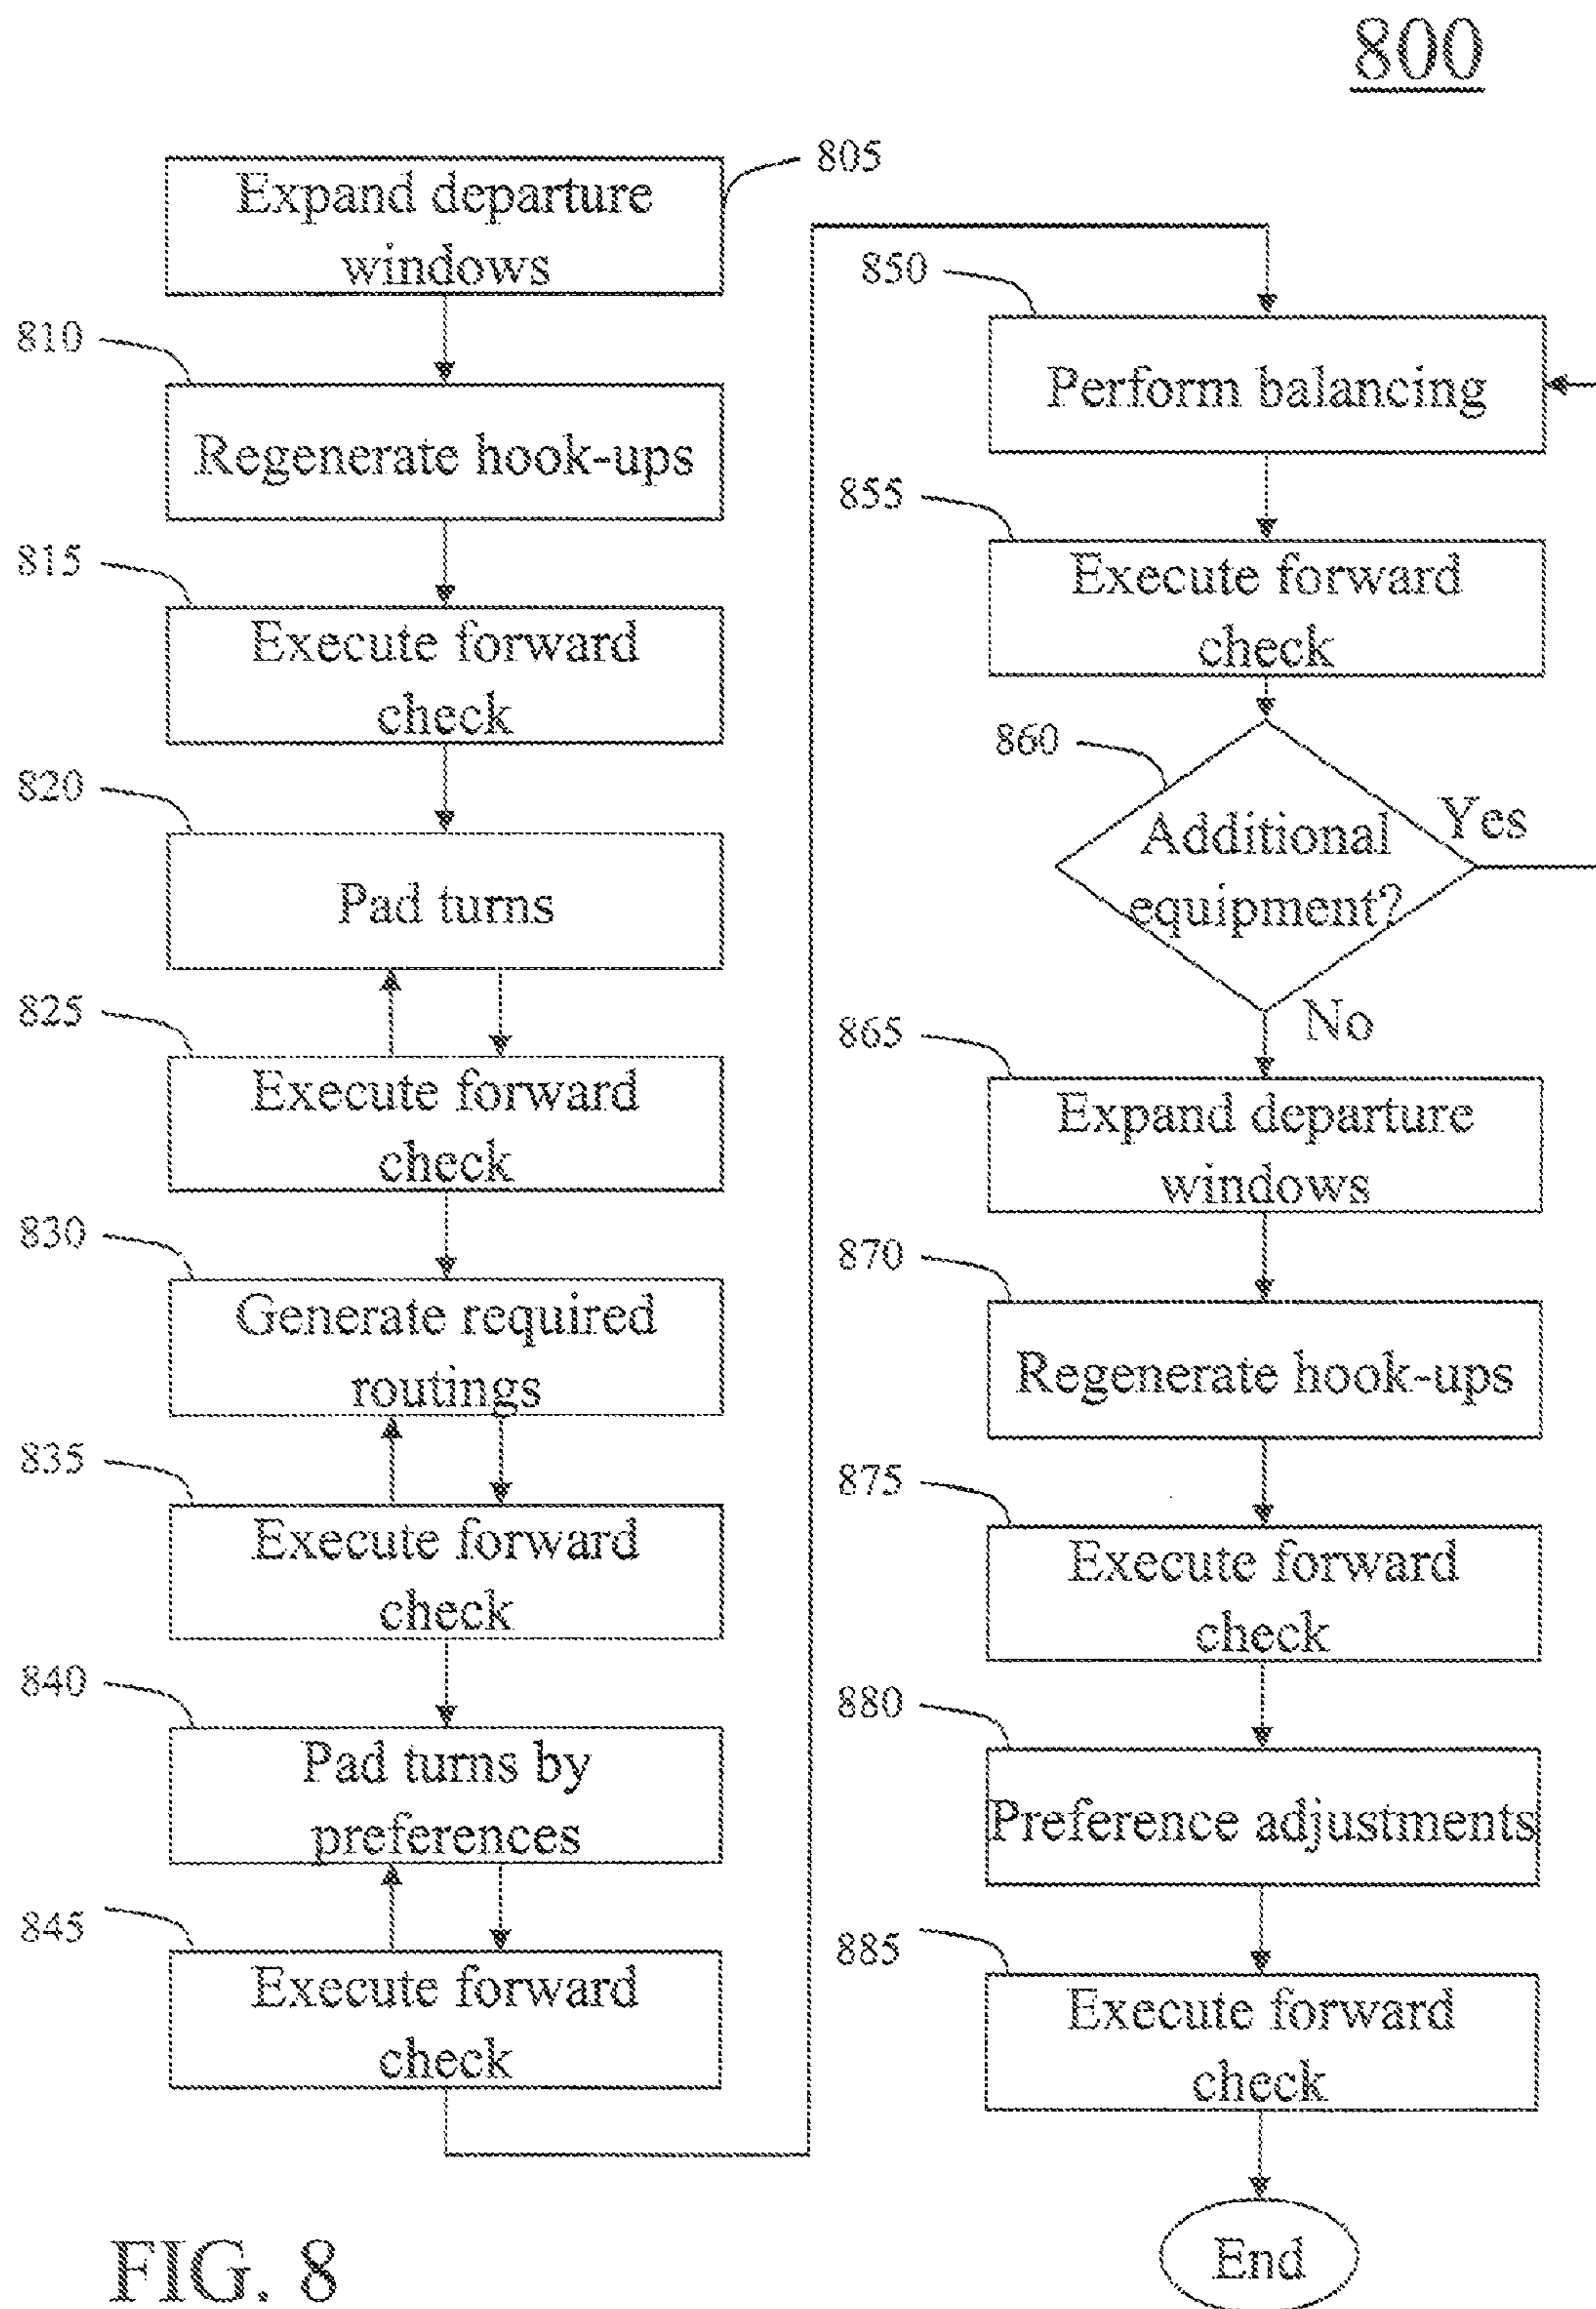 800
805
Expand departure
windows
810
Regenerate hook-ups
815
Execute forward
check
820
Pad turns
825
Execute forward
check
830
Generate required
routings
835
Execute forward
check
840
Pad turns by
preferences
845
Execute forward
check
850
Perform balancing
855
Execute forward
check
860
Additional
equipment?
Yes
No
865
Expand departure
windows
870
Regenerate hook-ups
875
Execute forward
check
880
Preference adjustments
885
Execute forward
check
End
FIG. 8